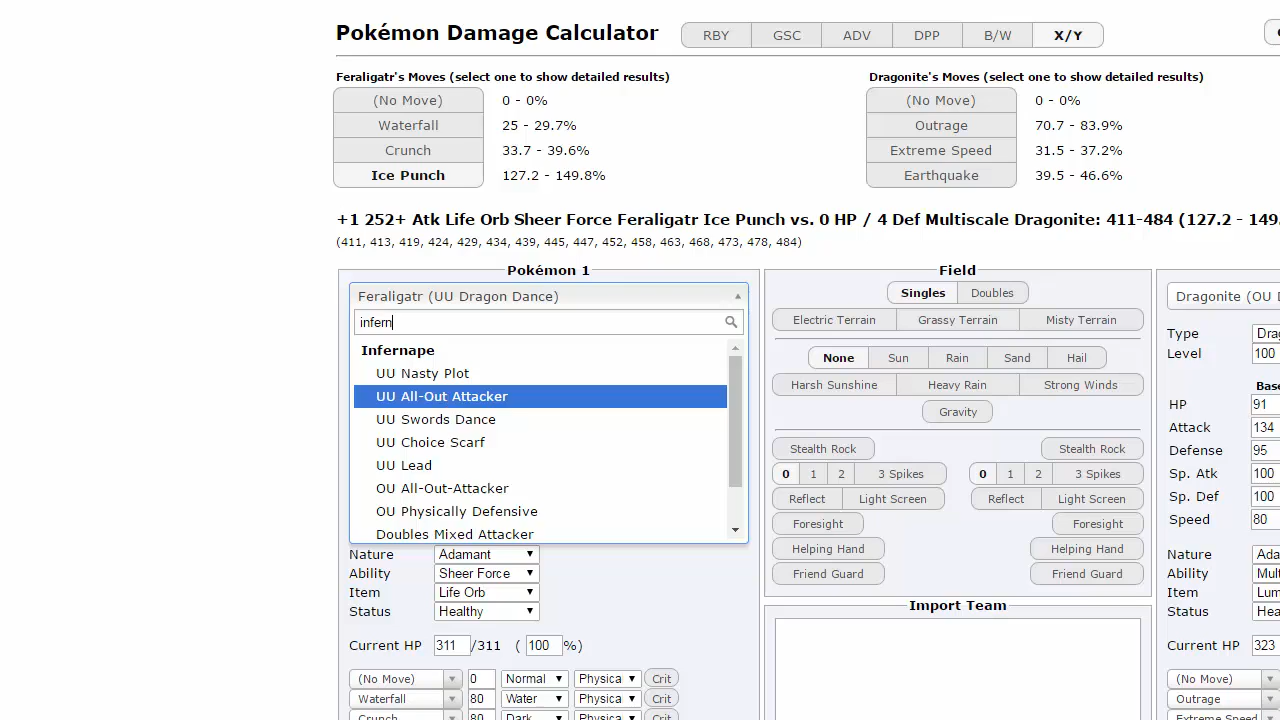 Pokémon Damage Calculator RBY GSC ADV DPP B/W X/Y
Feraligatr's Moves (select one to show detailed results) Dragonite's Moves (select one to show detailed results)
(No Move) 0 - 0% (No Move) 0 - 0%
Waterfall 25 - 29.7% Outrage 70.7 - 83.9%
Crunch 33.7 - 39.6% Extreme Speed 31.5 - 37.2%
Ice Punch 127.2 - 149.8% Earthquake 39.5 - 46.6%
+1 252+ Atk Life Orb Sheer Force Feraligatr Ice Punch vs. 0 HP / 4 Def Multiscale Dragonite: 411-484 (127.2 - 149.
(411, 413, 419, 424, 429, 434, 439, 445, 447, 452, 458, 463, 468, 473, 478, 484)
Pokémon 1
Feraligatr (UU Dragon Dance)
infern
Infernape
UU Nasty Plot
UU All-Out Attacker
UU Swords Dance
UU Choice Scarf
UU Lead
OU All-Out-Attacker
OU Physically Defensive
Doubles Mixed Attacker
Nature Adamant
Ability Sheer Force
Item Life Orb
Status Healthy
Current HP 311/311 ( 100 %)
(No Move) 0 Normal Physica Crit
Waterfall 80 Water Physica Crit
Crunch 80 Dark Physica Crit
Field
Singles Doubles
Electric Terrain Grassy Terrain Misty Terrain
None Sun Rain Sand Hail
Harsh Sunshine Heavy Rain Strong Winds
Gravity
Stealth Rock Stealth Rock
0 1 2 3 Spikes 0 1 2 3 Spikes
Reflect Light Screen Reflect Light Screen
Foresight Foresight
Helping Hand Helping Hand
Friend Guard Friend Guard
Import Team
Dragonite (OU D
Type Drag
Level 100
Base
HP 91
Attack 134
Defense 95
Sp. Atk 100
Sp. Def 100
Speed 80
Nature Ada
Ability Mul
Item Lum
Status Hea
Current HP 323
(No Move)
Outrage
Extreme Speed